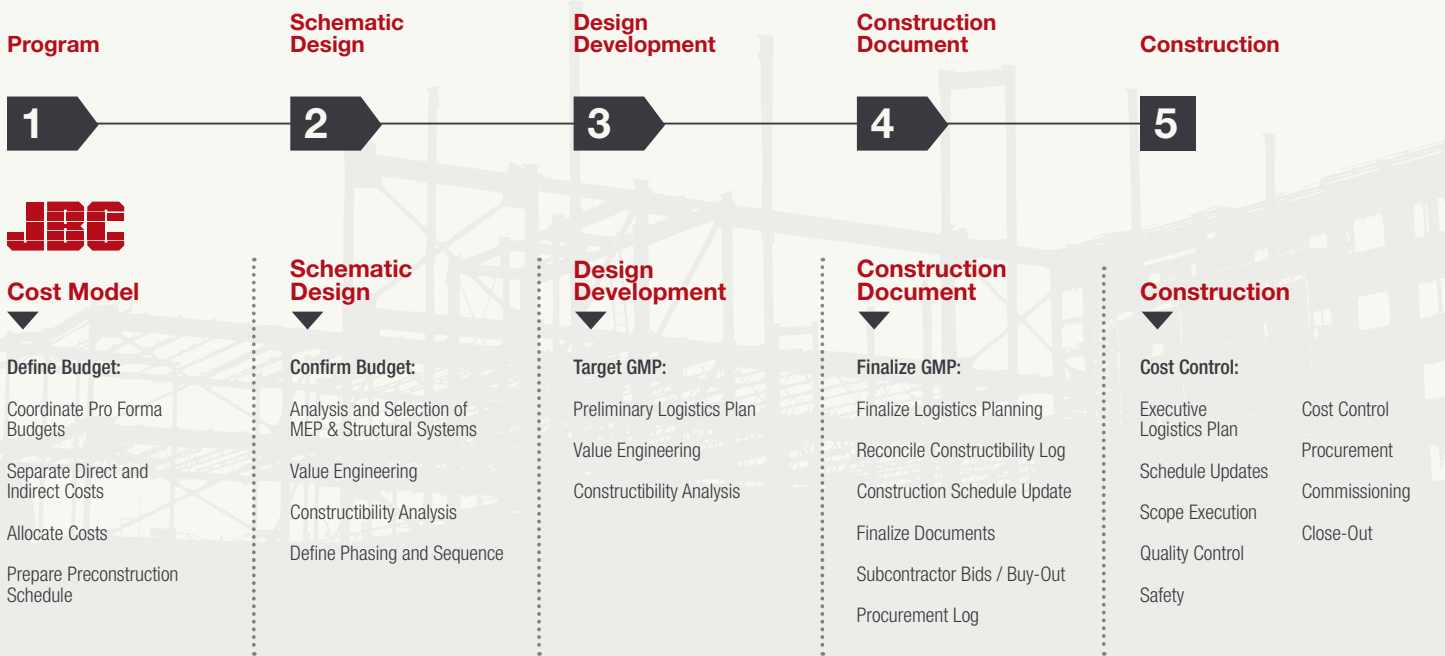 Program
Schematic
Design
Design
Development
Construction
Document
Construction
1
2
3
4
5
JBC
Cost Model
Define Budget:
Coordinate Pro Forma
Budgets
Separate Direct and
Indirect Costs
Allocate Costs
Prepare Preconstruction
Schedule
Schematic
Design
Confirm Budget:
Analysis and Selection of
MEP & Structural Systems
Value Engineering
Constructibility Analysis
Define Phasing and Sequence
Design
Development
Target GMP:
Preliminary Logistics Plan
Value Engineering
Constructibility Analysis
Construction
Document
Finalize GMP:
Finalize Logistics Planning
Reconcile Constructibility Log
Construction Schedule Update
Finalize Documents
Subcontractor Bids / Buy-Out
Procurement Log
Construction
Cost Control:
Executive
Logistics Plan
Schedule Updates
Scope Execution
Quality Control
Safety
Cost Control
Procurement
Commissioning
Close-Out